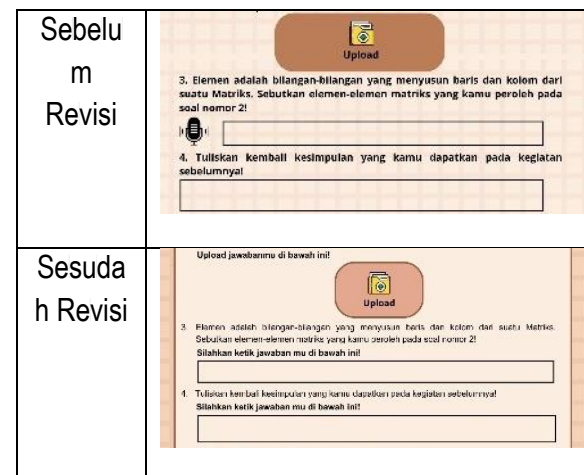 Sebelu
m
Revisi
Upload
3. Elemen adalah bilangan-bilangan yang menyusun baris dan kolom dari
suatu Matriks. Sebutkan elemen-elemen matriks yang kamu peroleh pada
soal nomor 2!
4. Tuliskan kembali kesimpulan yang kamu dapatkan pada kegiatan
sebelumnya!
Sesuda
h Revisi
Upload jawabanmu di bawah ini!
Upload
3. Elemen adalah bilangan-bilangan yang menyusun baris dan kolom dari suatu Matriks.
Sebutkan elemen-elemen matriks yang kamu peroleh pada soal nomor 2!
Silahkan ketik jawaban mu di bawah ini!
4. Tuliskan kembali kesimpulan yang kamu dapatkan pada kegiatan sebelumnya!
Silahkan ketik jawaban mu di bawah ini!